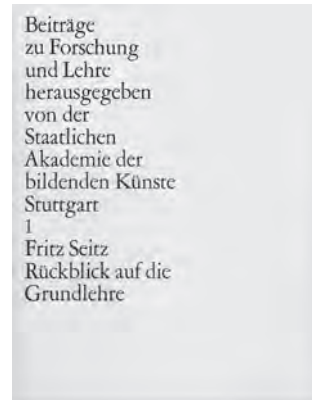 Beiträge
zu Forschung
und Lehre
herausgegeben
von der
Staatlichen
Akademie der
bildenden Künste
Stuttgart
1
Fritz Seitz
Rückblick auf die
Grundlehre